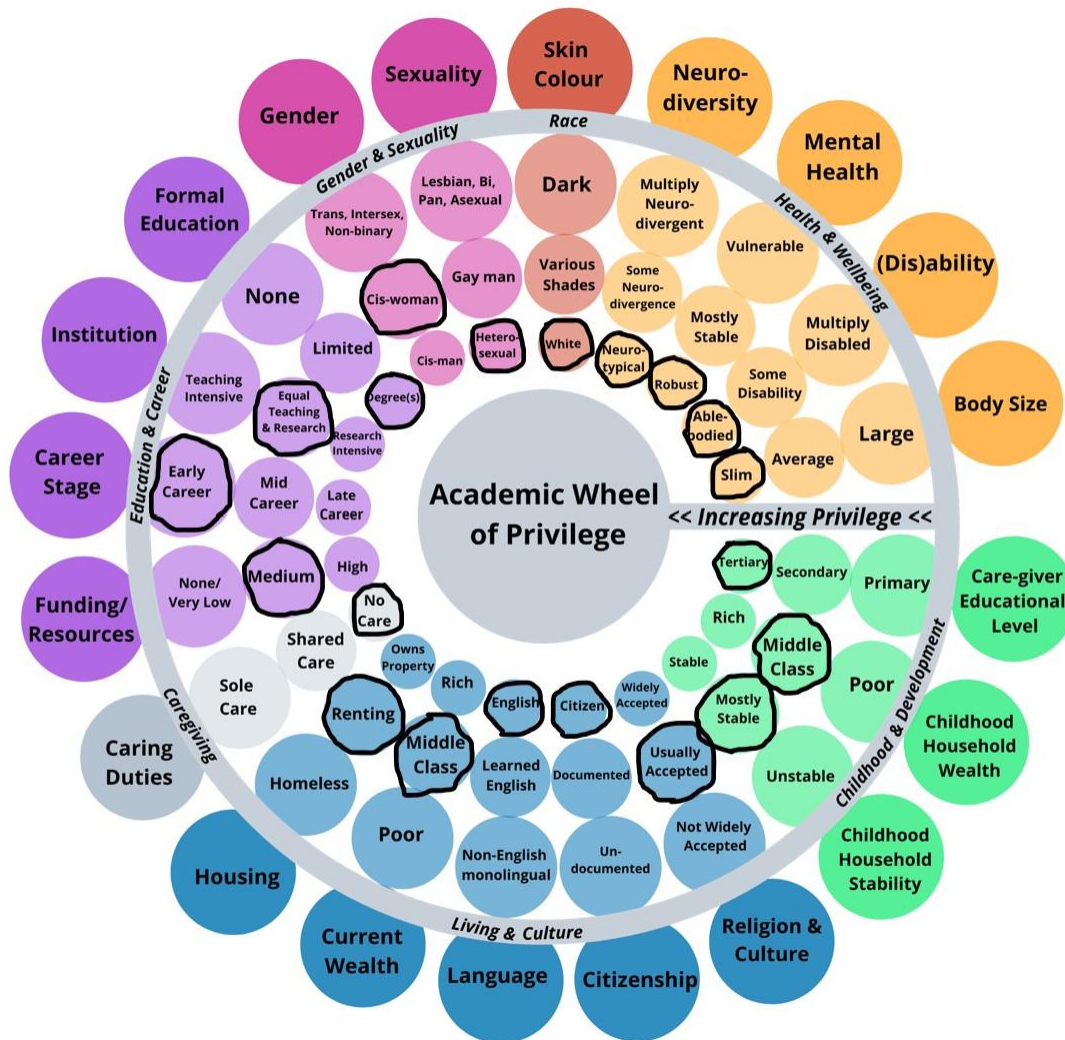 Academic Wheel
of Privilege
<< Increasing Privilege <<
Race
Skin
Colour
Dark
Various
Shades
White
Health & Wellbeing
Neuro-
diversity
Multiply
Neuro-
divergent
Some
Neuro-
divergence
Neuro-
typical
Mental
Health
Vulnerable
Mostly
Stable
Robust
(Dis)ability
Multiply
Disabled
Some
Disability
Able-
bodied
Body Size
Large
Average
Slim
Childhood & Development
Care-giver
Educational
Level
Primary
Secondary
Tertiary
Childhood
Household
Wealth
Poor
Middle
Class
Rich
Childhood
Household
Stability
Unstable
Mostly
Stable
Stable
Living & Culture
Religion &
Culture
Not Widely
Accepted
Usually
Accepted
Widely
Accepted
Citizenship
Un-
documented
Documented
Citizen
Language
Non-English
monolingual
Learned
English
English
Current
Wealth
Poor
Middle
Class
Rich
Housing
Homeless
Renting
Owns
Property
Caregiving
Caring
Duties
Sole
Care
Shared
Care
No
Care
Education & Career
Funding/
Resources
None/
Very Low
Medium
High
Career
Stage
Early
Career
Mid
Career
Late
Career
Institution
Teaching
Intensive
Equal
Teaching
& Research
Research
Intensive
Formal
Education
None
Limited
Degree(s)
Gender & Sexuality
Gender
Trans, Intersex,
Non-binary
Cis-woman
Cis-man
Sexuality
Lesbian, Bi,
Pan, Asexual
Gay man
Hetero-
sexual